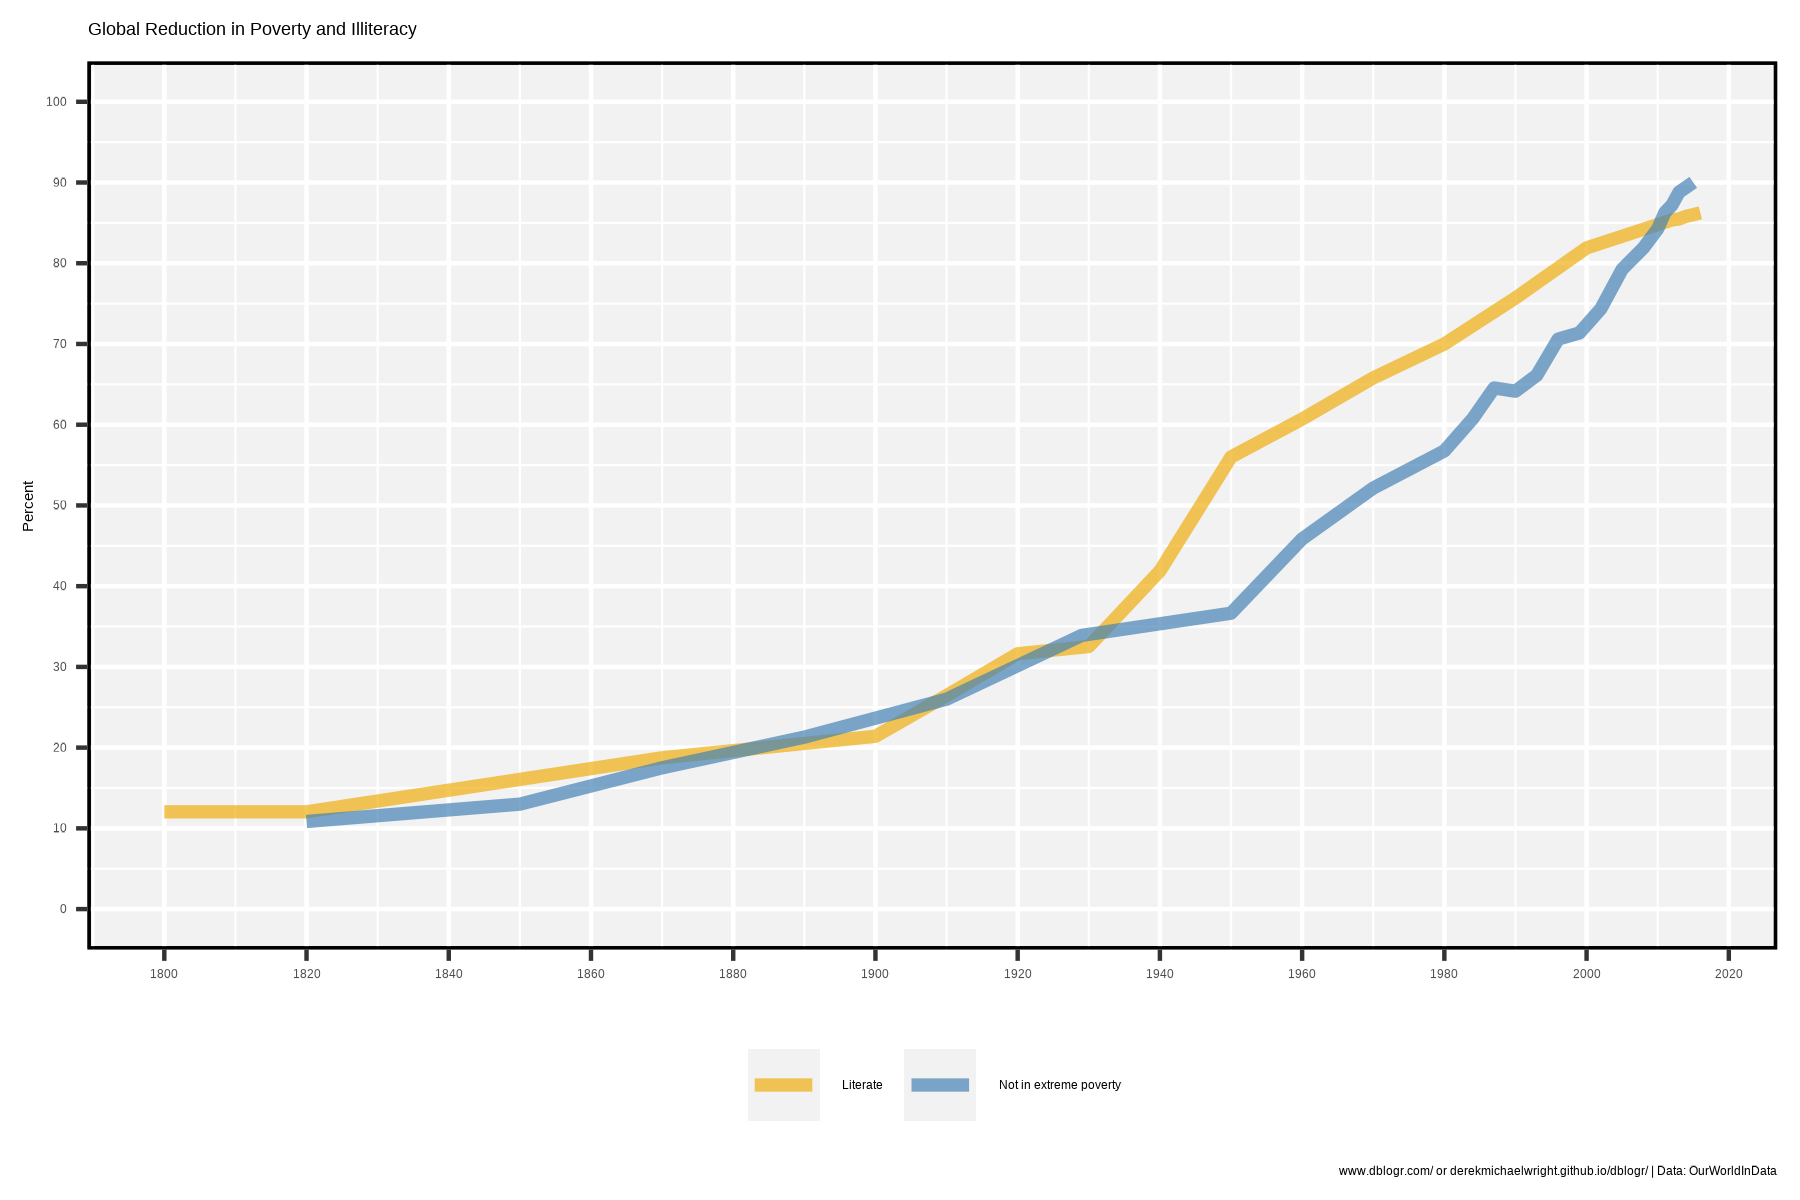 Global Reduction in Poverty and Illiteracy
Percent
100
90
80
70
60
50
40
30
20
10
0
1800 1820 1840 1860 1880 1900 1920 1940 1960 1980 2000 2020
Literate Not in extreme poverty
www.dblogr.com/ or derekmichaelwright.github.io/dblogr/ | Data: OurWorldInData